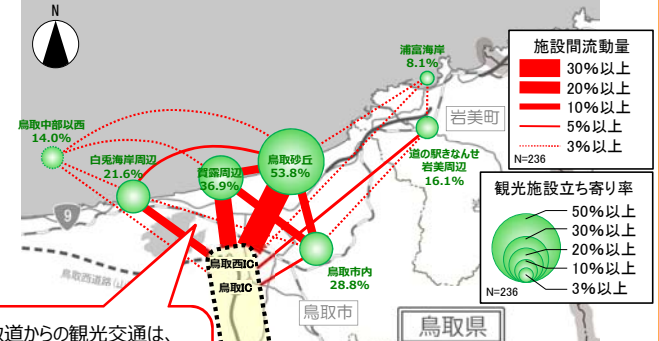 N
浦富海岸
8.1%
岩美町
鳥取中部以西
14.0%
白兎海岸周辺
21.6%
賀露周辺
36.9%
鳥取砂丘
53.8%
道の駅きなんせ
岩美周辺
16.1%
9
鳥取西道路(
鳥取西IC
鳥取IC
鳥取市内
28.8%
鳥取市
鳥取県
取道からの観光交通は、
施設間流動量
30%以上
20%以上
10%以上
5%以上
3%以上
N=236
観光施設立ち寄り率
50%以上
30%以上
20%以上
10%以上
3%以上
N=236